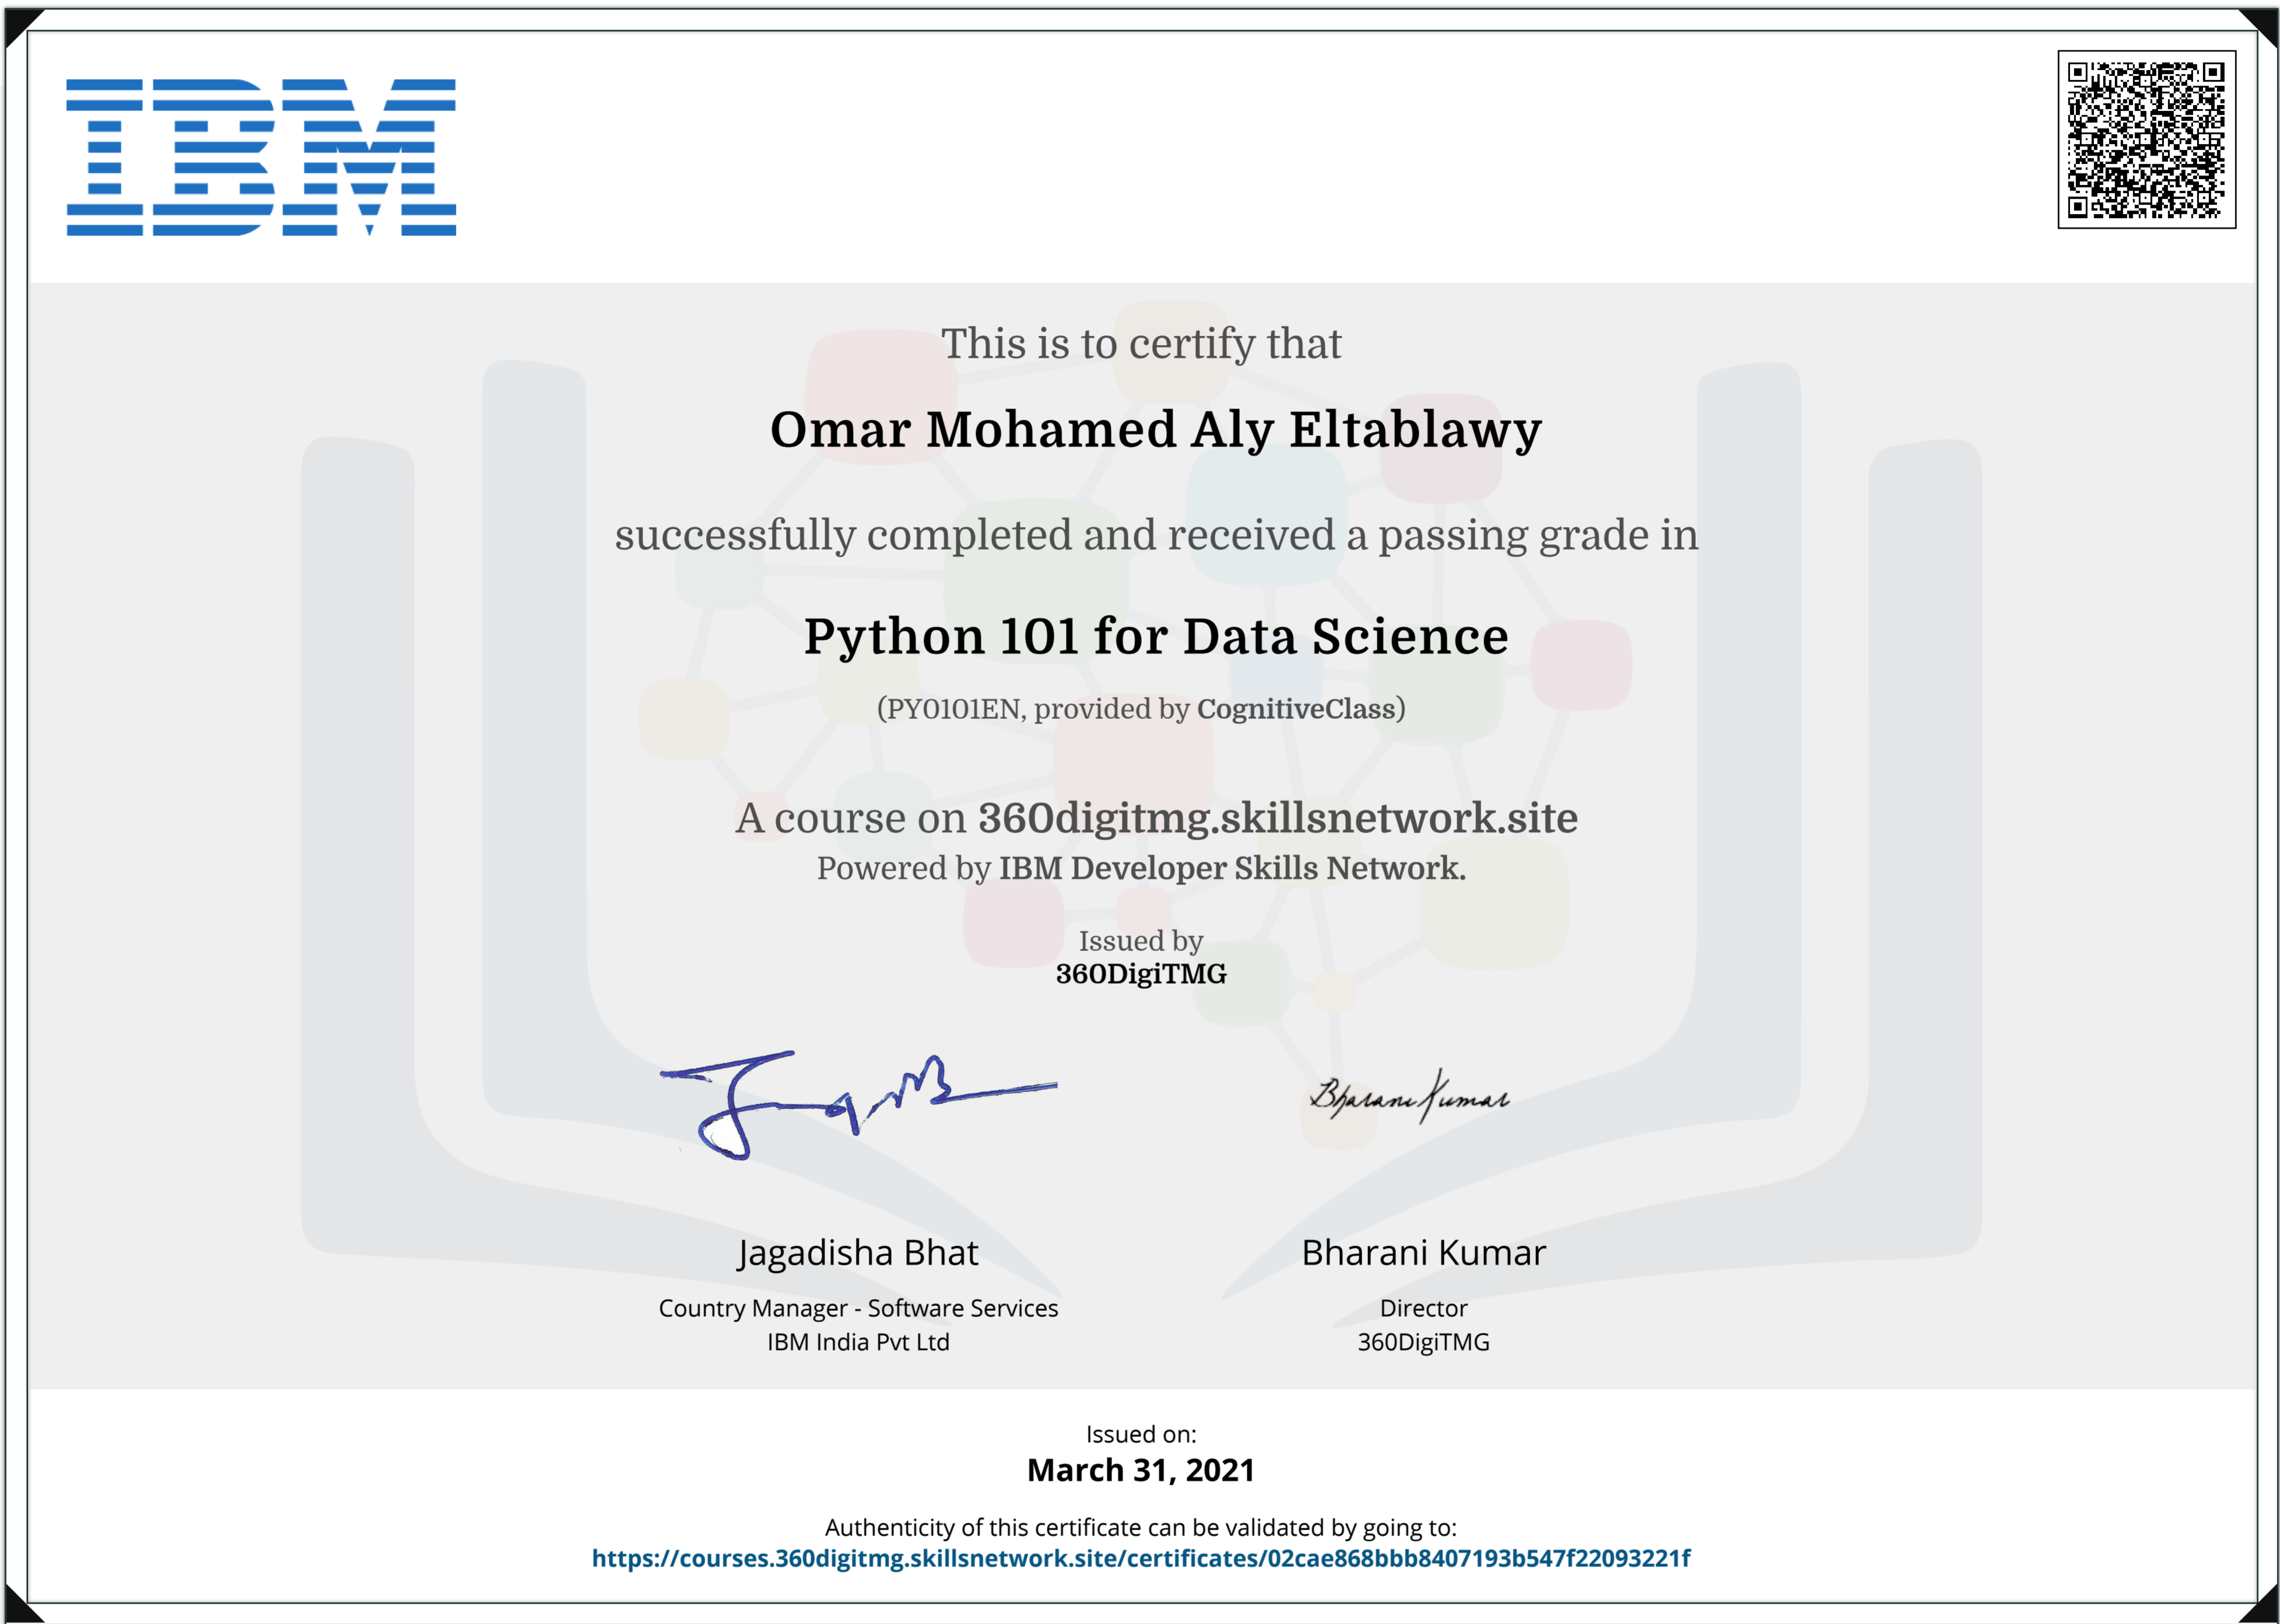 IBM
This is to certify that
Omar Mohamed Aly Eltablawy
successfully completed and received a passing grade in
Python 101 for Data Science
(PY0101EN, provided by CognitiveClass)
A course on 360digitmg.skillsnetwork.site
Powered by IBM Developer Skills Network.
Issued by
360DigiTMG
Bharani Kumar
Jagadisha Bhat
Bharani Kumar
Country Manager - Software Services
Director
IBM India Pvt Ltd
360DigiTMG
Issued on:
March 31, 2021
Authenticity of this certificate can be validated by going to:
https://courses.360digitmg.skillsnetwork.site/certificates/02cae868bbb8407193b547f22093221f